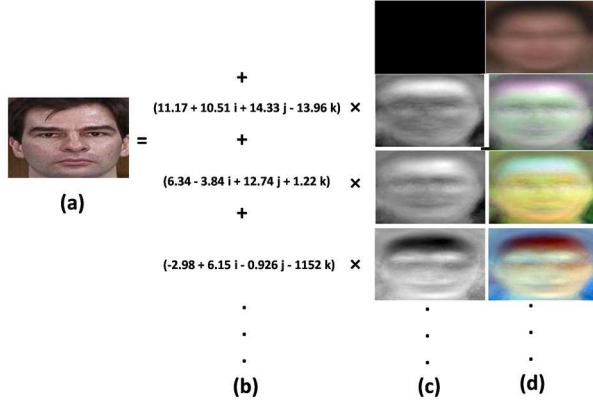 +
(11.17 + 10.51 i + 14.33 j - 13.96 k) ×
+
=
(a)
(6.34 - 3.84 i + 12.74 j + 1.22 k) ×
+
(-2.98 + 6.15 i - 0.926 j - 1152 k) ×
. . .
. . .
. . .
(b) (c) (d)